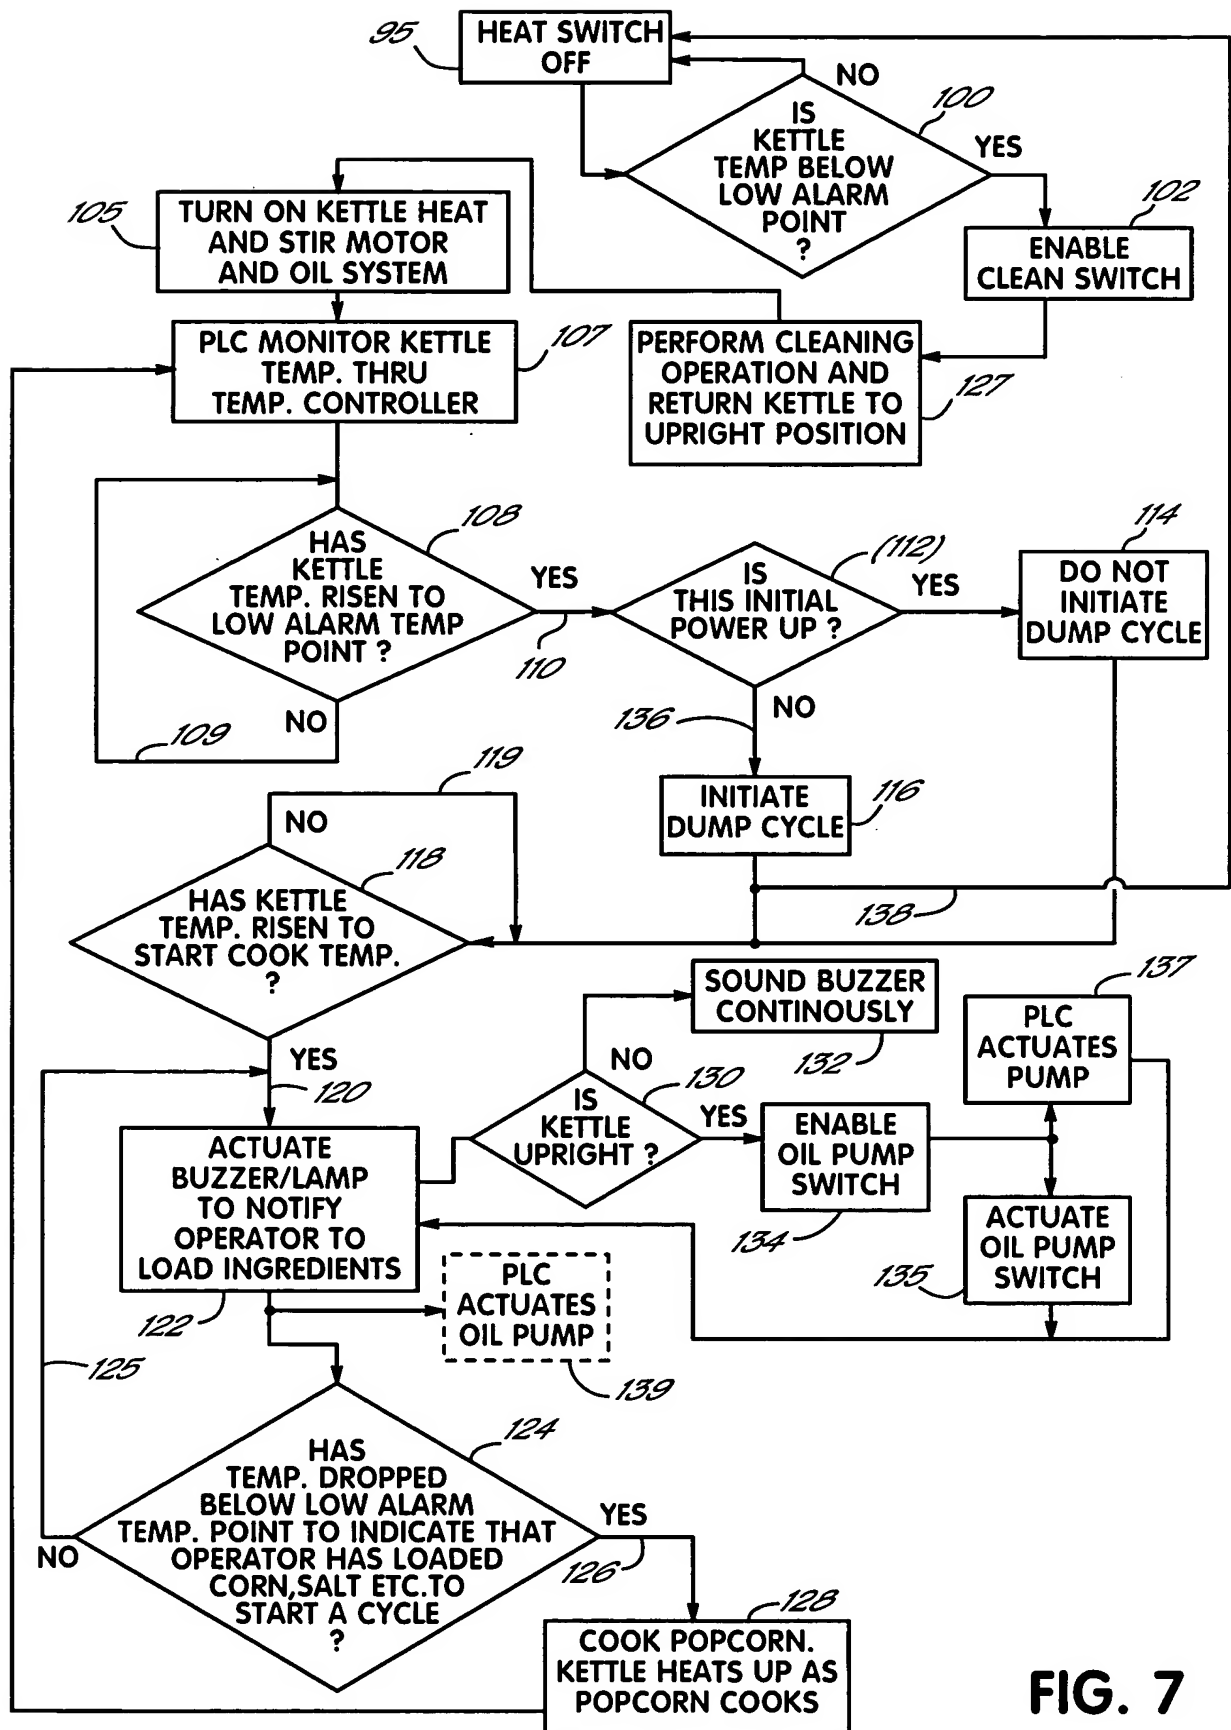 95
HEAT SWITCH
OFF
NO
100
IS
KETTLE
TEMP BELOW
LOW ALARM
POINT
?
YES
102
ENABLE
CLEAN SWITCH
105
TURN ON KETTLE HEAT
AND STIR MOTOR
AND OIL SYSTEM
PLC MONITOR KETTLE
TEMP. THRU
TEMP. CONTROLLER
107
PERFORM CLEANING
OPERATION AND
RETURN KETTLE TO
UPRIGHT POSITION
127
108
HAS
KETTLE
TEMP. RISEN TO
LOW ALARM TEMP
POINT ?
YES
110
NO
109
(112)
IS
THIS INITIAL
POWER UP ?
YES
114
DO NOT
INITIATE
DUMP CYCLE
136
NO
INITIATE
DUMP CYCLE
116
138
119
NO
118
HAS KETTLE
TEMP. RISEN TO
START COOK TEMP.
?
YES
120
SOUND BUZZER
CONTINOUSLY
132
NO
130
IS
KETTLE
UPRIGHT ?
YES
ENABLE
OIL PUMP
SWITCH
134
137
PLC
ACTUATES
PUMP
ACTUATE
OIL PUMP
SWITCH
135
ACTUATE
BUZZER/LAMP
TO NOTIFY
OPERATOR TO
LOAD INGREDIENTS
122
PLC
ACTUATES
OIL PUMP
139
125
124
HAS
TEMP. DROPPED
BELOW LOW ALARM
TEMP. POINT TO INDICATE THAT
OPERATOR HAS LOADED
CORN,SALT ETC.TO
START A CYCLE
?
NO
YES
126
128
COOK POPCORN.
KETTLE HEATS UP AS
POPCORN COOKS
FIG. 7